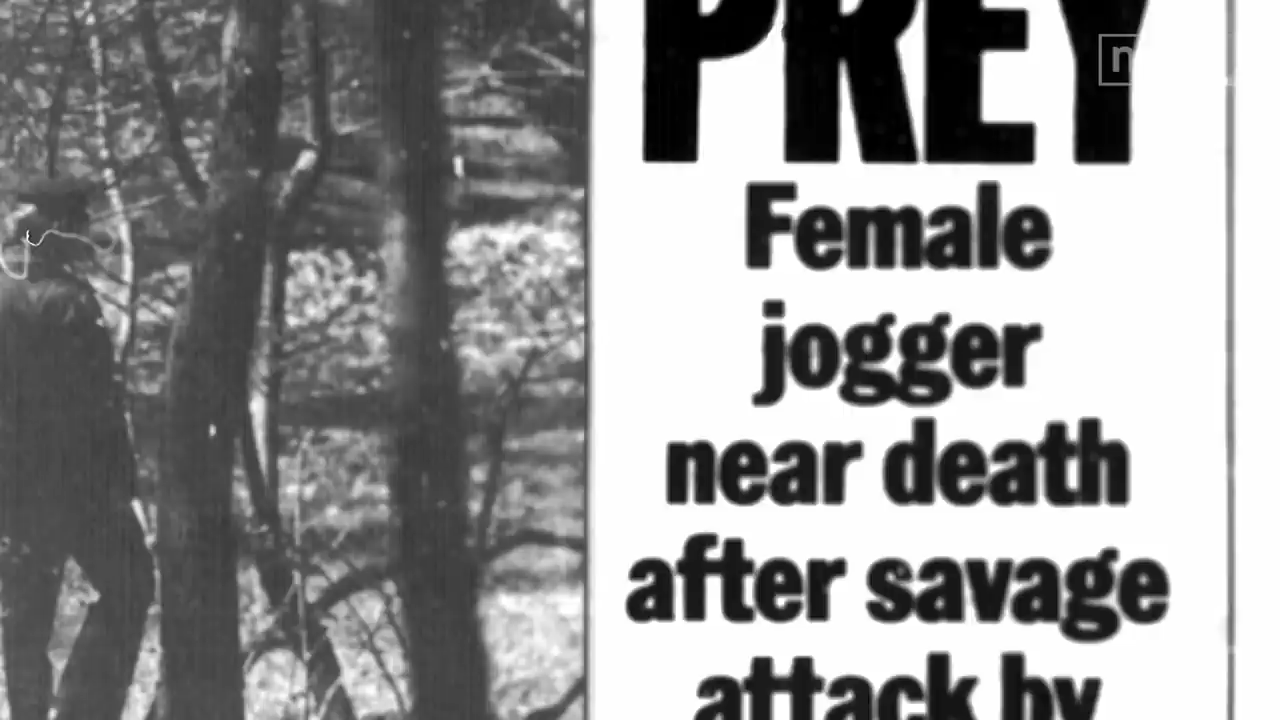 PREY
n
Female
jogger
near death
after savage
attack by